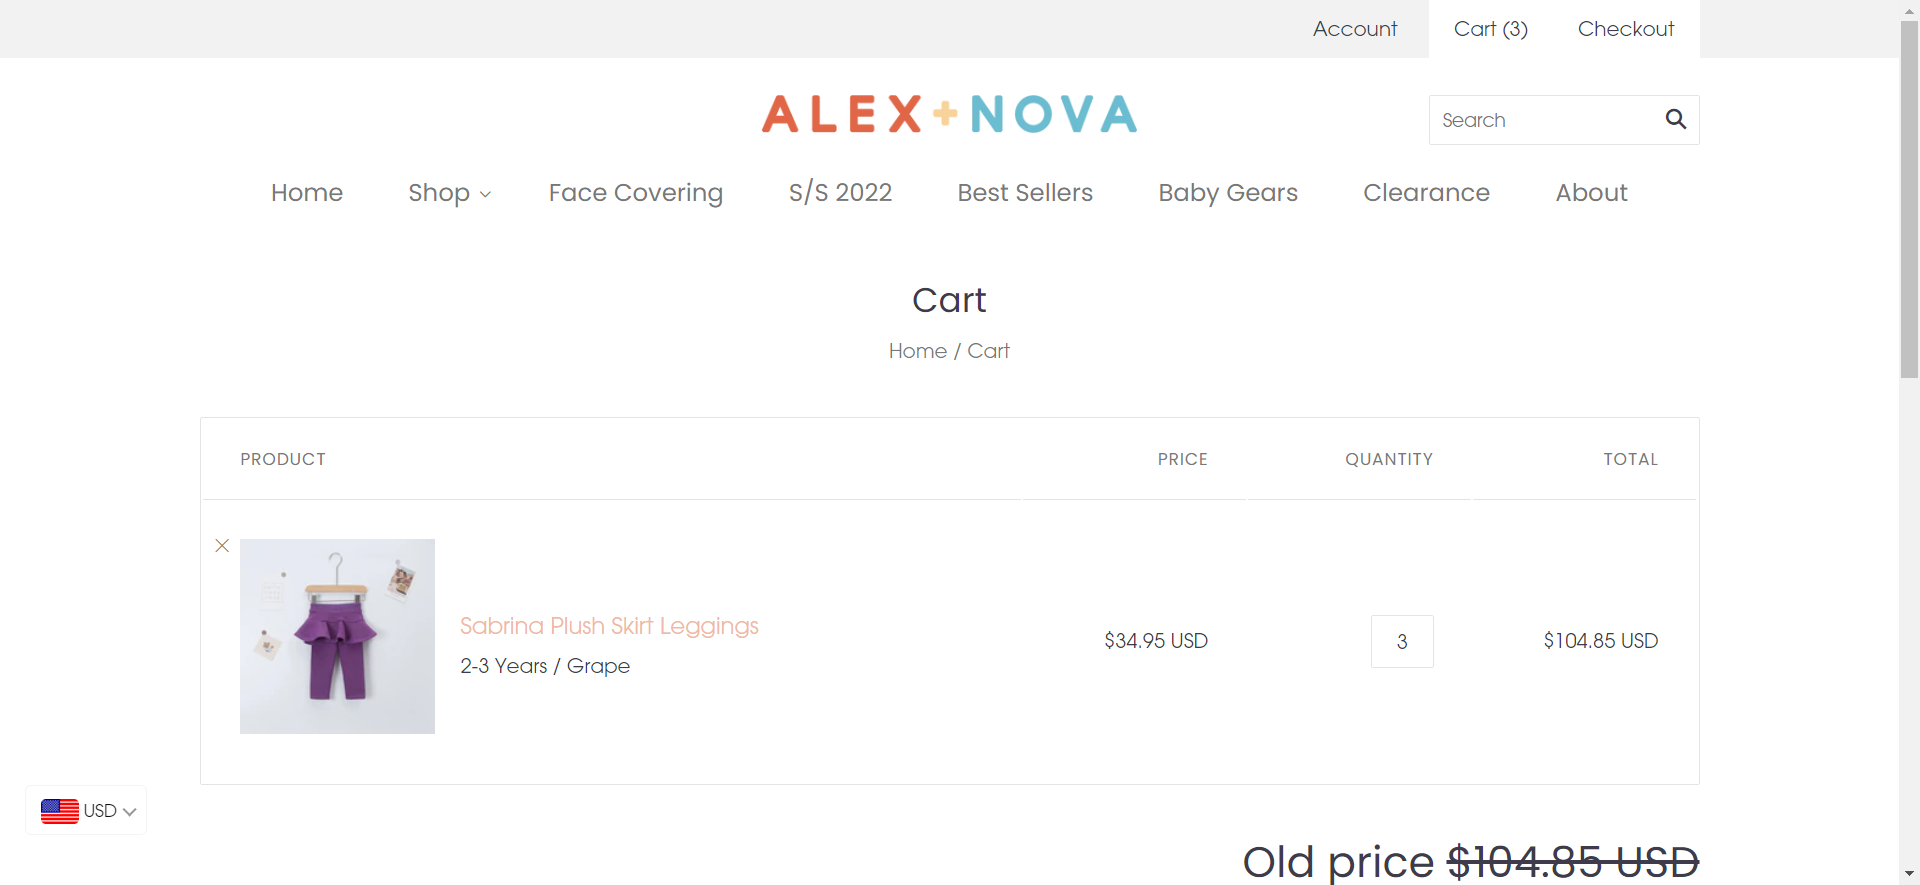 Account Cart (3) Checkout
ALEX+NOVA
Search
Home Shop Face Covering S/S 2022 Best Sellers Baby Gears Clearance About
Cart
Home / Cart
PRODUCT PRICE QUANTITY TOTAL
Sabrina Plush Skirt Leggings
2-3 Years / Grape
$34.95 USD 3 $104.85 USD
USD
Old price $104.85 USD